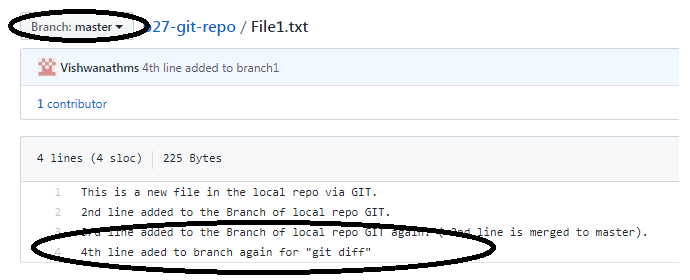 Branch: master b27-git-repo / File1.txt
Vishwanathms 4th line added to branch1
1 contributor
4 lines (4 sloc) 225 Bytes
1 This is a new file in the local repo via GIT.
2 2nd line added to the Branch of local repo GIT.
3rd line added to the Branch of local repo GIT again. ( 2nd line is merged to master).
4 4th line aded to branch again for "git diff"